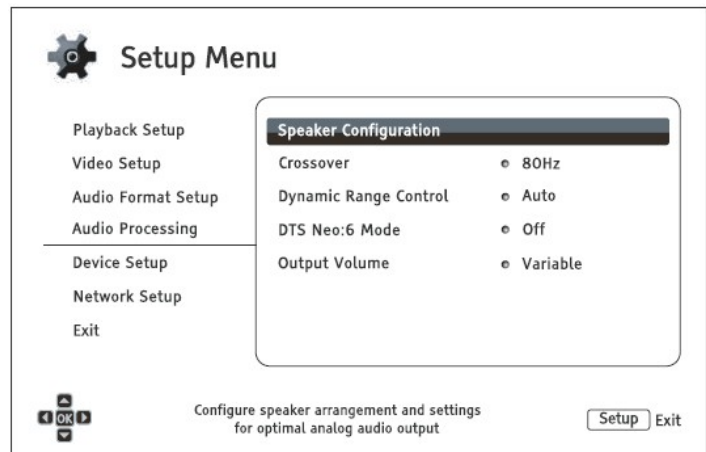 Setup Menu
Playback Setup
Video Setup
Audio Format Setup
Audio Processing
Device Setup
Network Setup
Exit
Speaker Configuration
Crossover 80Hz
Dynamic Range Control Auto
DTS Neo:6 Mode Off
Output Volume Variable
OK
Configure speaker arrangement and settings
for optimal analog audio output
Setup Exit